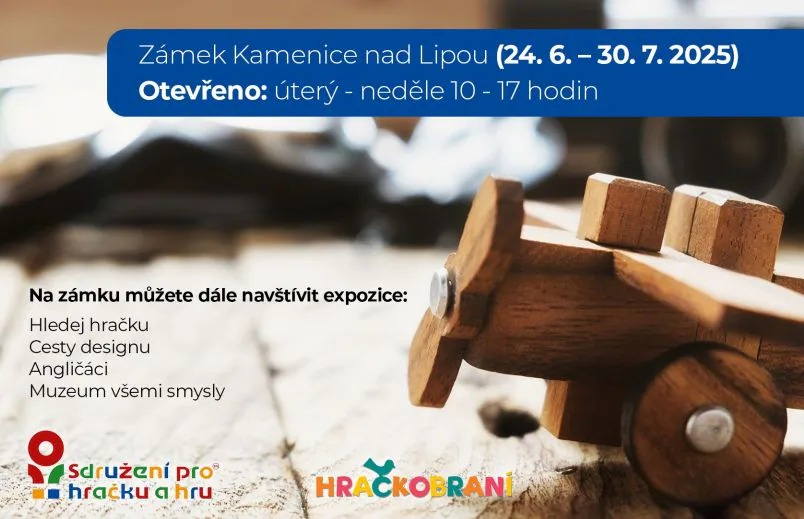 Zámek Kamenice nad Lipou (24. 6. – 30. 7. 2025)
Otevřeno: úterý - neděle 10 - 17 hodin
Na zámku můžete dále navštívit expozice:
Hledej hračku
Cesty designu
Angličáci
Muzeum všemi smysly
Sdružení pro
hračku a hru
HRAČKOBRANÍ